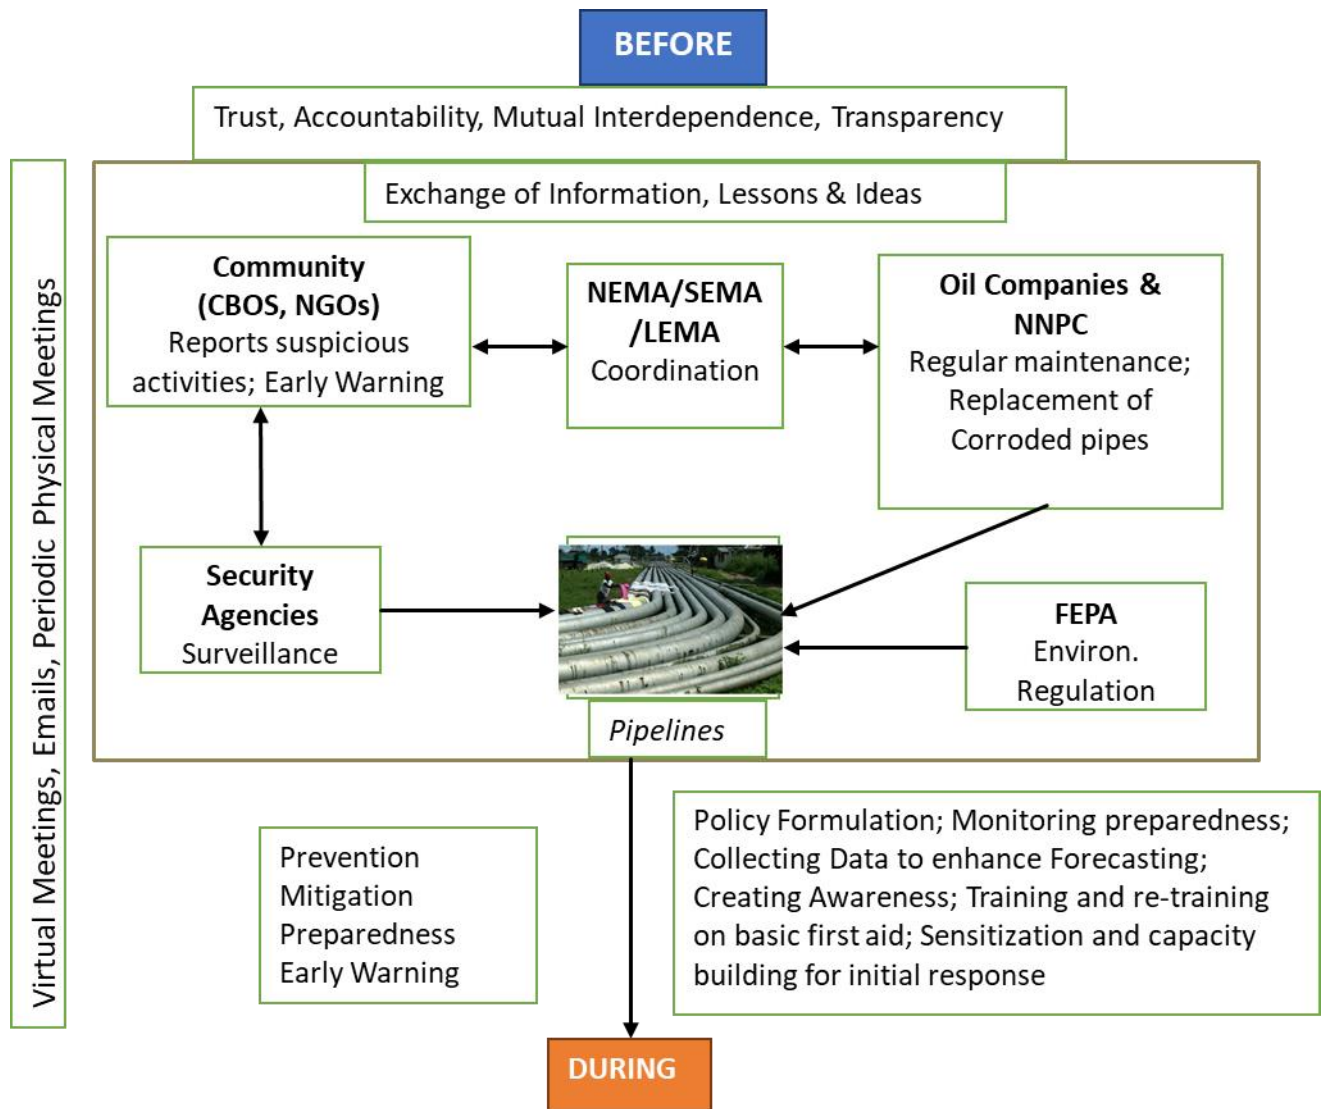 BEFORE
Trust, Accountability, Mutual Interdependence, Transparency
Exchange of Information, Lessons & Ideas
Virtual Meetings, Emails, Periodic Physical Meetings
Community
(CBOS, NGOs)
Reports suspicious
activities; Early Warning
NEMA/SEMA
/LEMA
Coordination
Oil Companies &
NNPC
Regular maintenance;
Replacement of
Corroded pipes
Security
Agencies
Surveillance
FEPA
Environ.
Regulation
Pipelines
Prevention
Mitigation
Preparedness
Early Warning
Policy Formulation; Monitoring preparedness;
Collecting Data to enhance Forecasting;
Creating Awareness; Training and re-training
on basic first aid; Sensitization and capacity
building for initial response
DURING